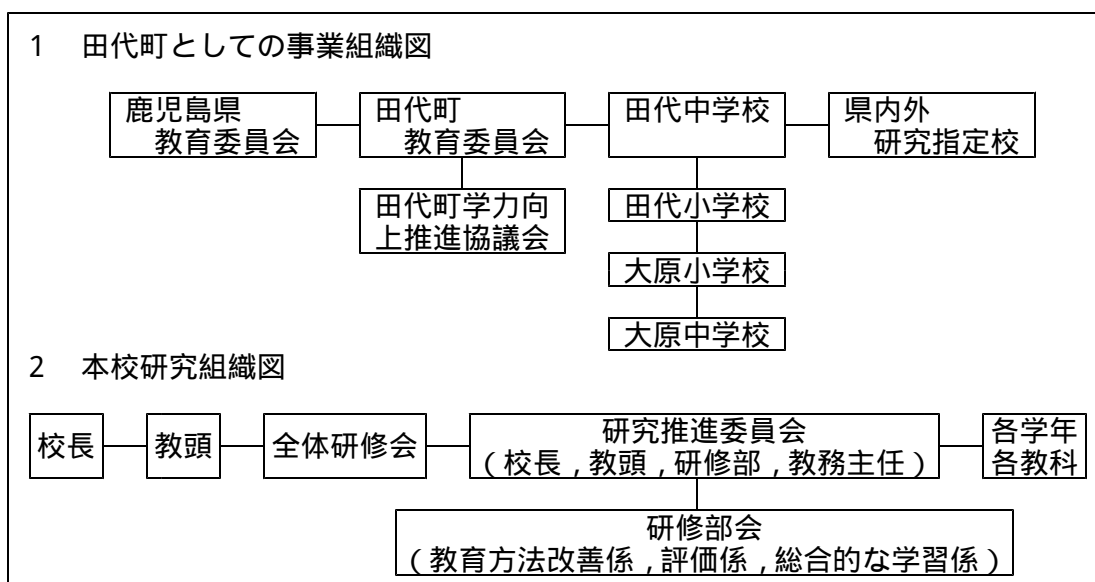 1 田代町としての事業組織図
鹿児島県
教育委員会
田代町
教育委員会
田代中学校
県内外
研究指定校
田代町学力向
上推進協議会
田代小学校
大原小学校
大原中学校
2 本校研究組織図
校長
教頭
全体研修会
研究推進委員会
(校長,教頭,研修部,教務主任)
各学年
各教科
研修部会
(教育方法改善係,評価係,総合的な学習係)